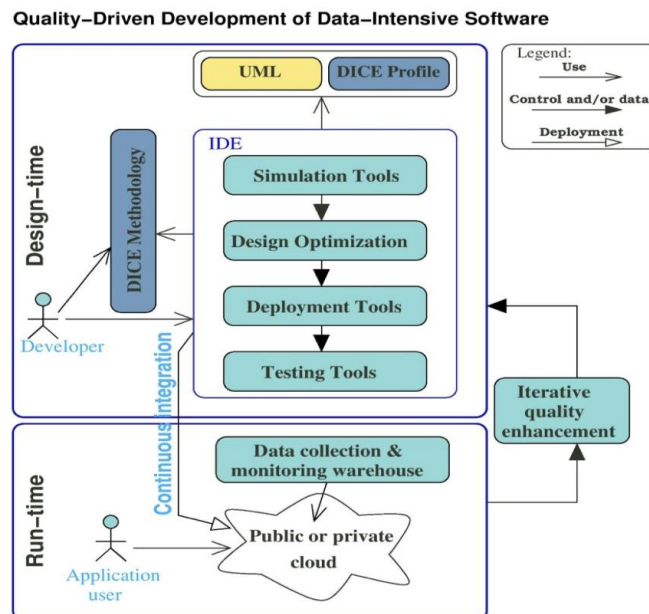 Quality-Driven Development of Data-Intensive Software
Legend:
Use
Control and/or data
Deployment
UML
DICE Profile
Design-time
DICE Methodology
IDE
Simulation Tools
Design Optimization
Deployment Tools
Testing Tools
Developer
Continuous integration
Iterative
quality
enhancement
Run-time
Data collection &
monitoring warehouse
Public or private
cloud
Application
user